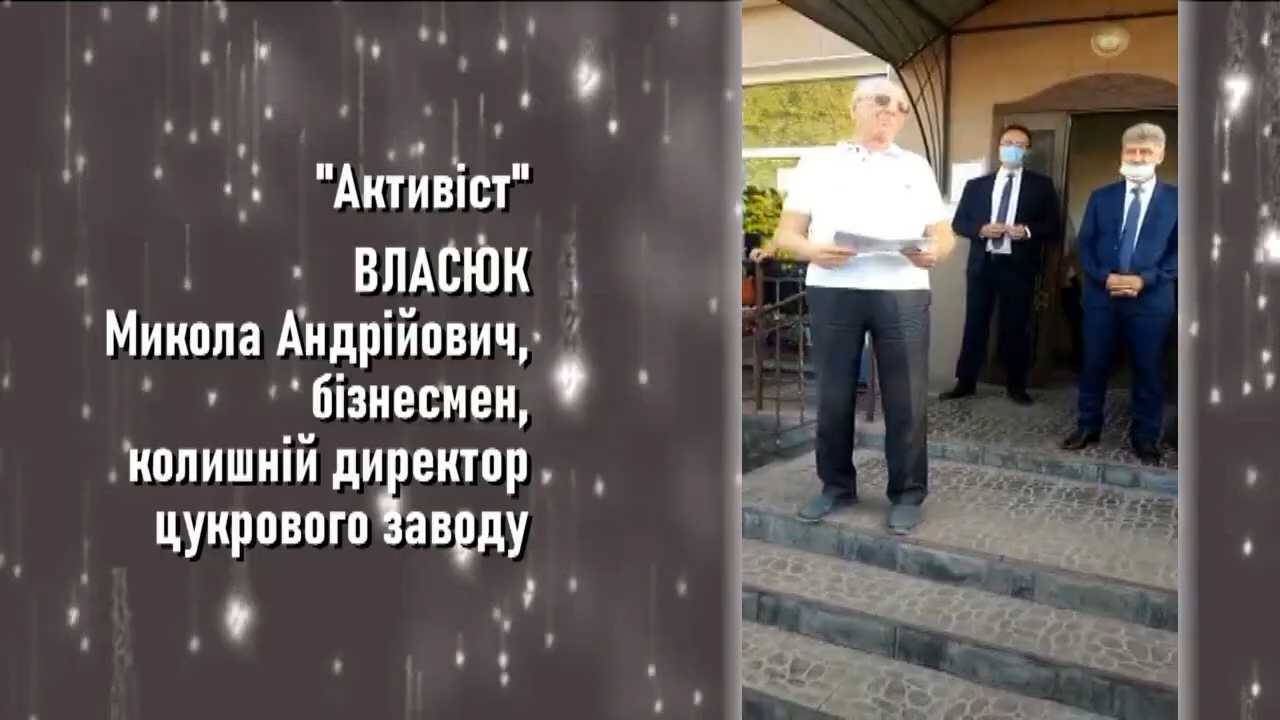 "Активіст"
ВЛАСЮК
Микола Андрійович,
бізнесмен,
колишній директор
цукрового заводу